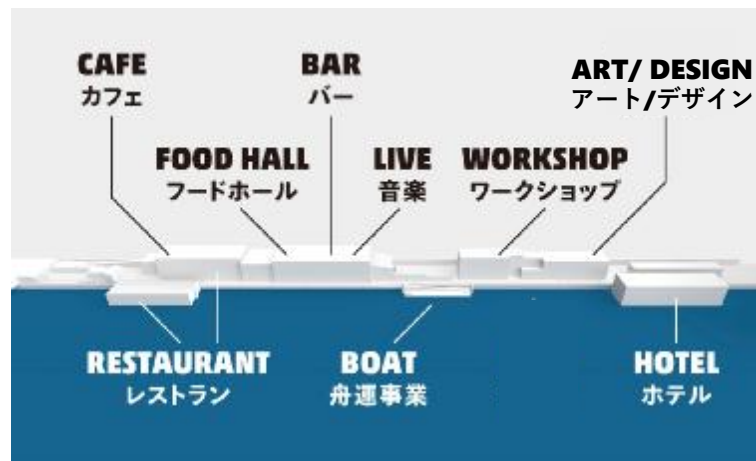 CAFE
カフェ
BAR
バー
ART/ DESIGN
アート/デザイン
FOOD HALL
フードホール
LIVE
音楽
WORKSHOP
ワークショップ
RESTAURANT
レストラン
BOAT
舟運事業
HOTEL
ホテル